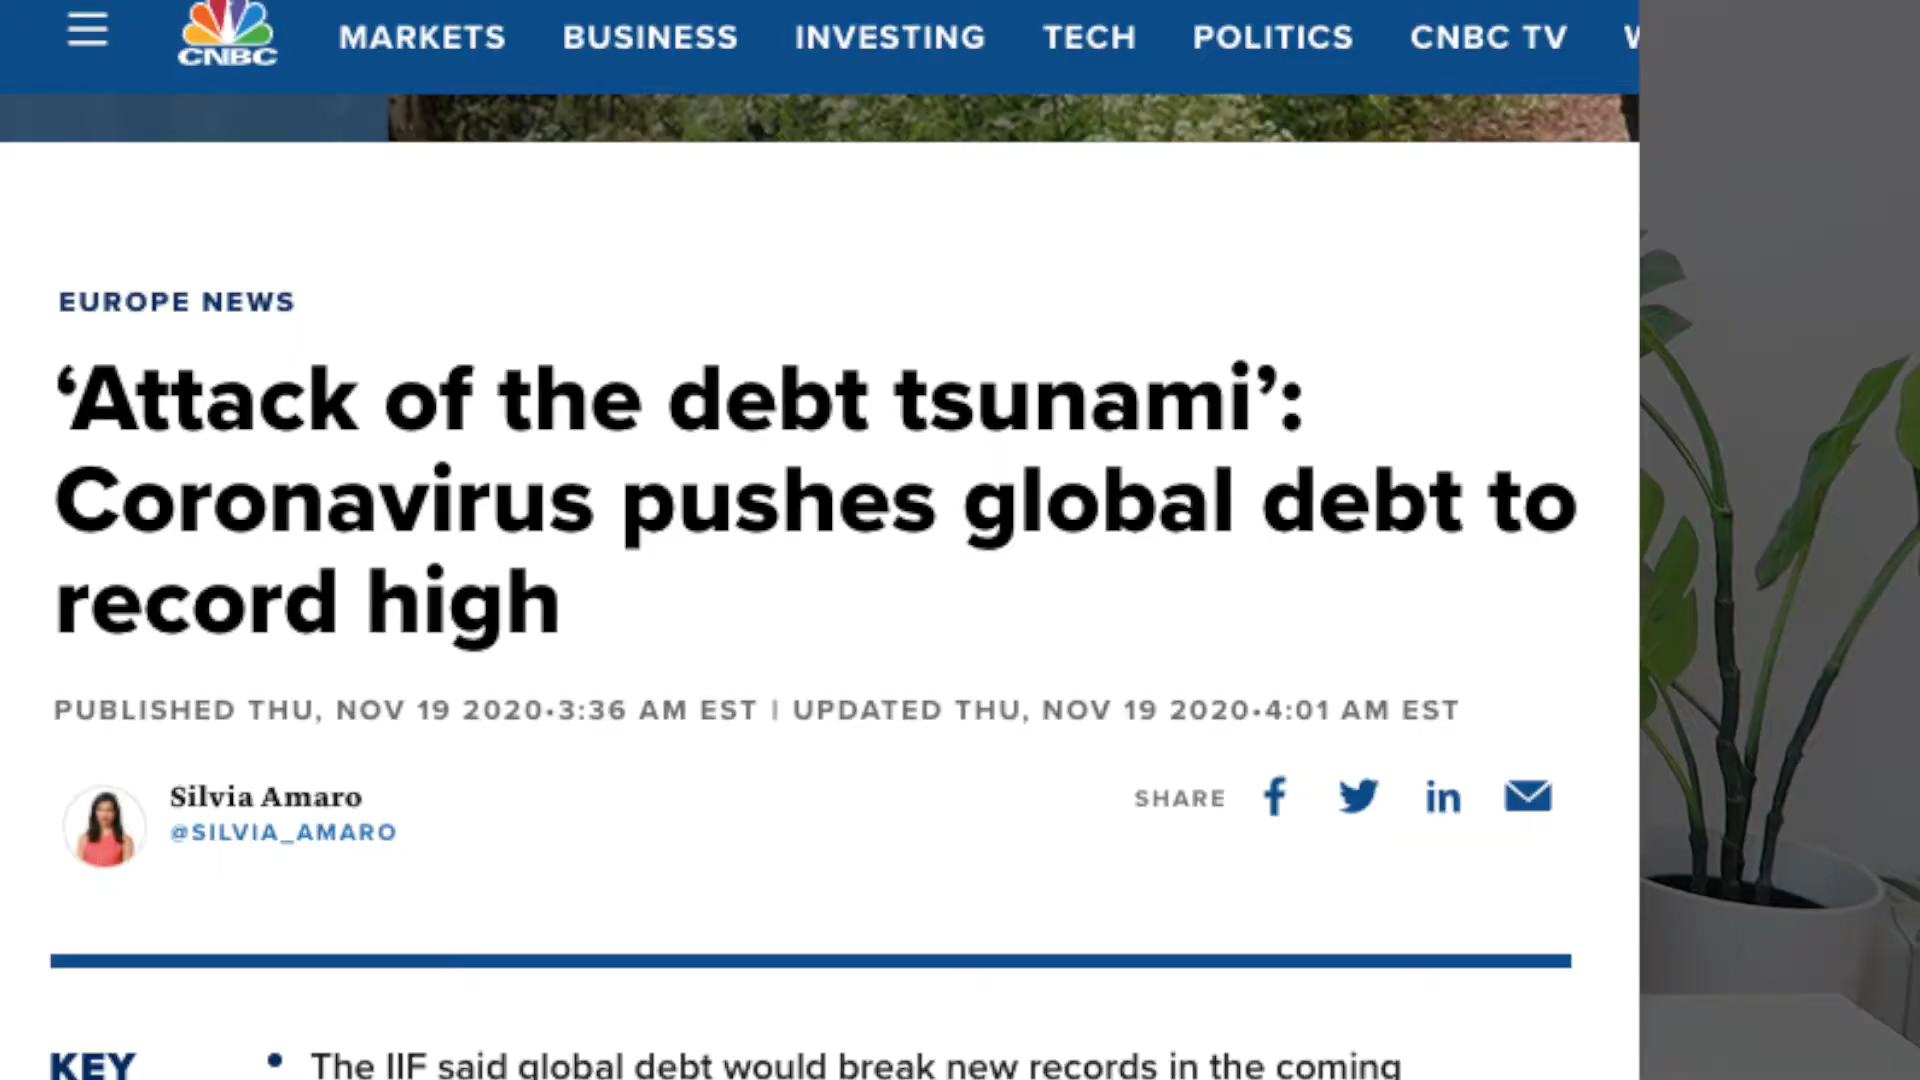 CNBC
MARKETS BUSINESS INVESTING TECH POLITICS CNBC TV
EUROPE NEWS
‘Attack of the debt tsunami’:
Coronavirus pushes global debt to
record high
PUBLISHED THU, NOV 19 2020•3:36 AM EST | UPDATED THU, NOV 19 2020•4:01 AM EST
Silvia Amaro
@SILVIA_AMARO
SHARE
KEY • The IIF said global debt would break new records in the coming